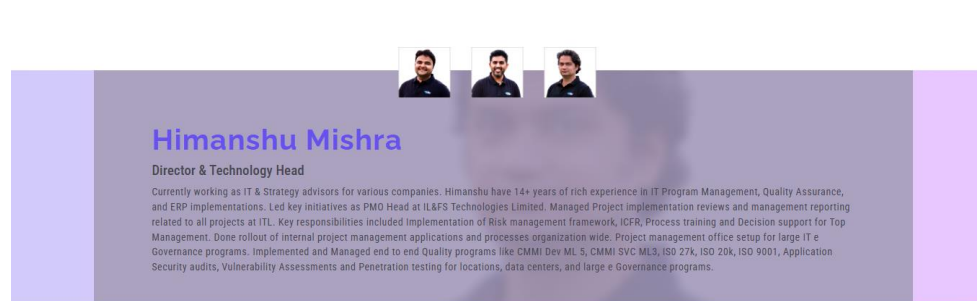 Himanshu Mishra
Director & Technology Head
Currently working as IT & Strategy advisors for various companies. Himanshu have 14+ years of rich experience in IT Program Management, Quality Assurance,
and ERP implementations. Led key initiatives as PMO Head at IL&FS Technologies Limited. Managed Project implementation reviews and management reporting
related to all projects at ITL. Key responsibilities included Implementation of Risk management framework, ICFR, Process training and Decision support for Top
Management. Done rollout of internal project management applications and processes organization wide. Project management office setup for large IT e
Governance programs. Implemented and Managed end to end Quality programs like CMMI Dev ML 5, CMMI SVC ML3, IS0 27k, ISO 20k, ISO 9001, Application
Security audits, Vulnerability Assessments and Penetration testing for locations, data centers, and large e Governance programs.